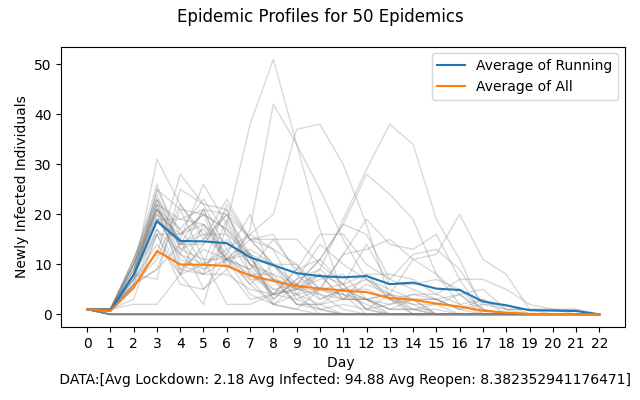 Epidemic Profiles for 50 Epidemics
Newly Infected Individuals
50
40
30
20
10
0
Average of Running
Average of All
0 1 2 3 4 5 6 7 8 9 10 11 12 13 14 15 16 17 18 19 20 21 22
Day
DATA:[Avg Lockdown: 2.18 Avg Infected: 94.88 Avg Reopen: 8.382352941176471]